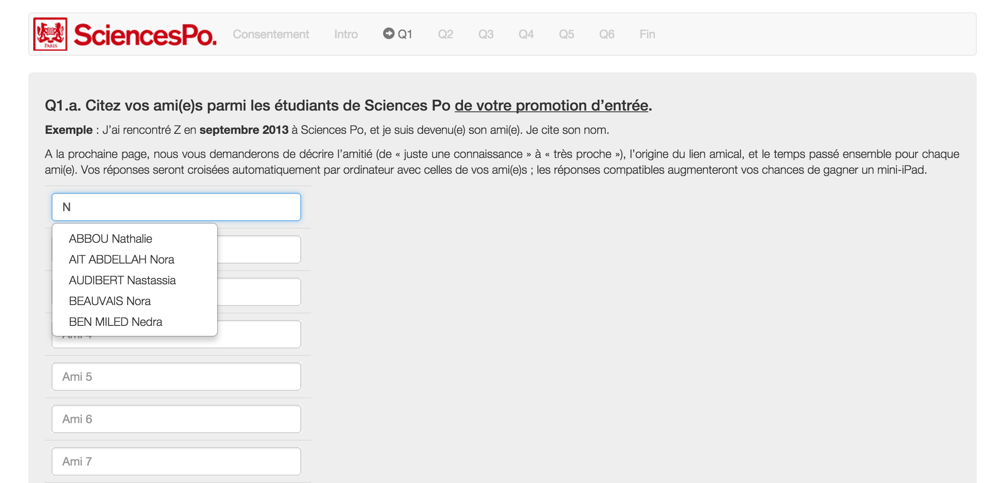 PARIS
SciencesPo.
Consentement Intro Q1 Q2 Q3 Q4 Q5 Q6 Fin
Q1.a. Citez vos ami(e)s parmi les étudiants de Sciences Po de votre promotion d’entrée.
Exemple : J’ai rencontré Z en septembre 2013 à Sciences Po, et je suis devenu(e) son ami(e). Je cite son nom.
A la prochaine page, nous vous demanderons de décrire l’amitié (de « juste une connaissance » à « très proche »), l’origine du lien amical, et le temps passé ensemble pour chaque
ami(e). Vos réponses seront croisées automatiquement par ordinateur avec celles de vos ami(e)s ; les réponses compatibles augmenteront vos chances de gagner un mini-iPad.
N
ABBOU Nathalie
AIT ABDELLAH Nora
AUDIBERT Nastassia
BEAUVAIS Nora
BEN MILED Nedra
Ami 4
Ami 5
Ami 6
Ami 7